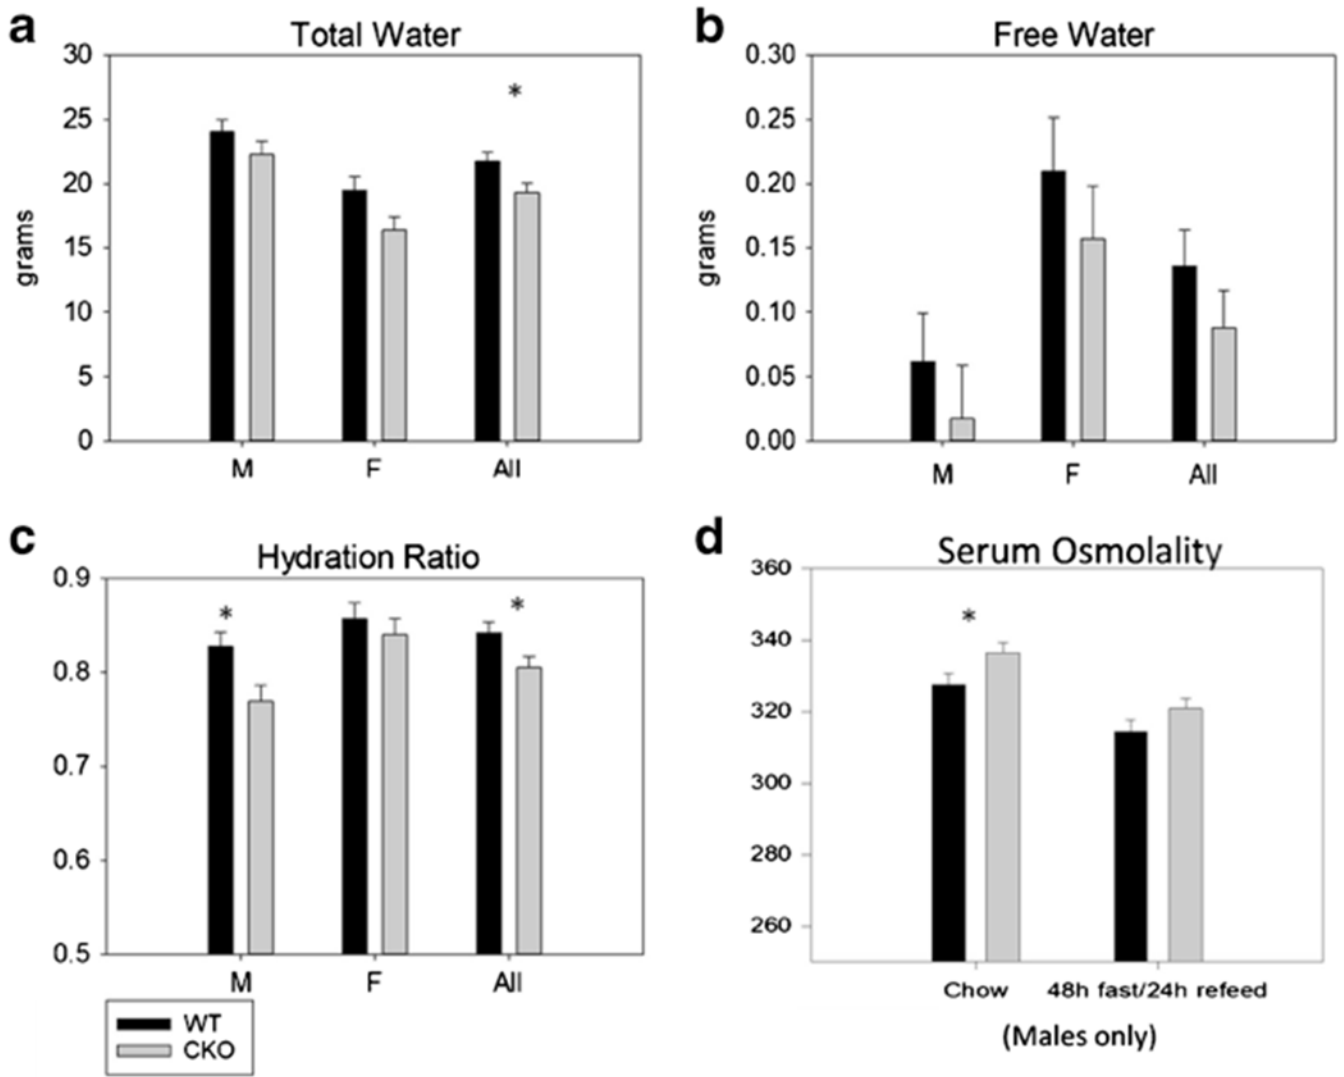 a
Total Water
30
25
20
15
10
5
0
grams
*
M F All
b
Free Water
0.30
0.25
0.20
0.15
0.10
0.05
0.00
grams
M F All
c
Hydration Ratio
0.9
0.8
0.7
0.6
0.5
* *
M F All
WT
CKO
d
Serum Osmolality
360
340
320
300
280
260
*
Chow 48h fast/24h refeed
(Males only)